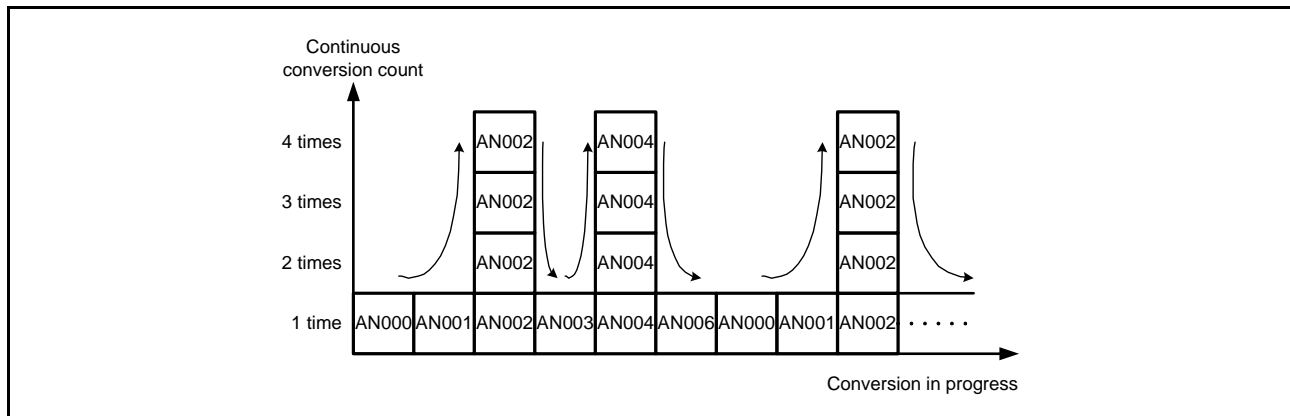 Continuous
conversion count
4 times AN002 AN004 AN002
3 times AN002 AN004 AN002
2 times AN002 AN004 AN002
1 time AN000 AN001 AN002 AN003 AN004 AN006 AN000 AN001 AN002 ······
Conversion in progress